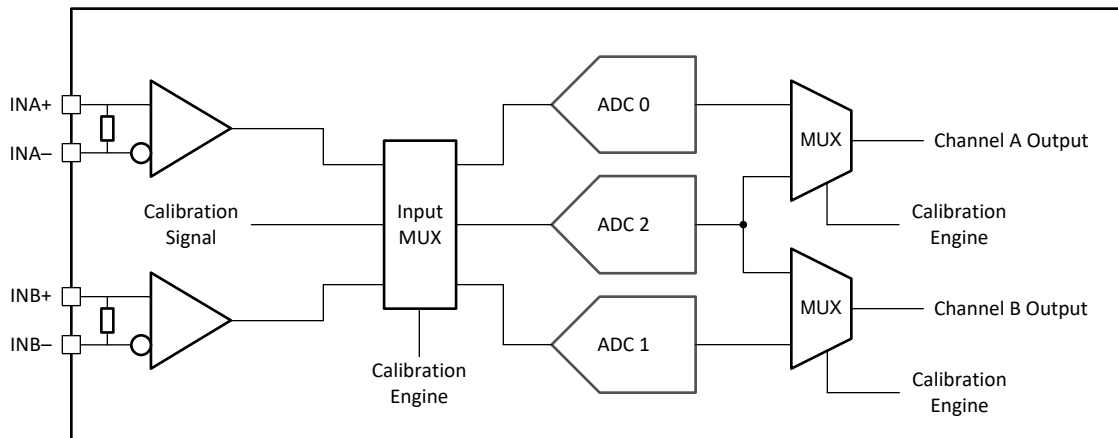 INA+
INA–
INB+
INB–
Calibration
Signal
Input
MUX
Calibration
Engine
ADC 0
ADC 2
ADC 1
MUX
Channel A Output
Calibration
Engine
MUX
Channel B Output
Calibration
Engine